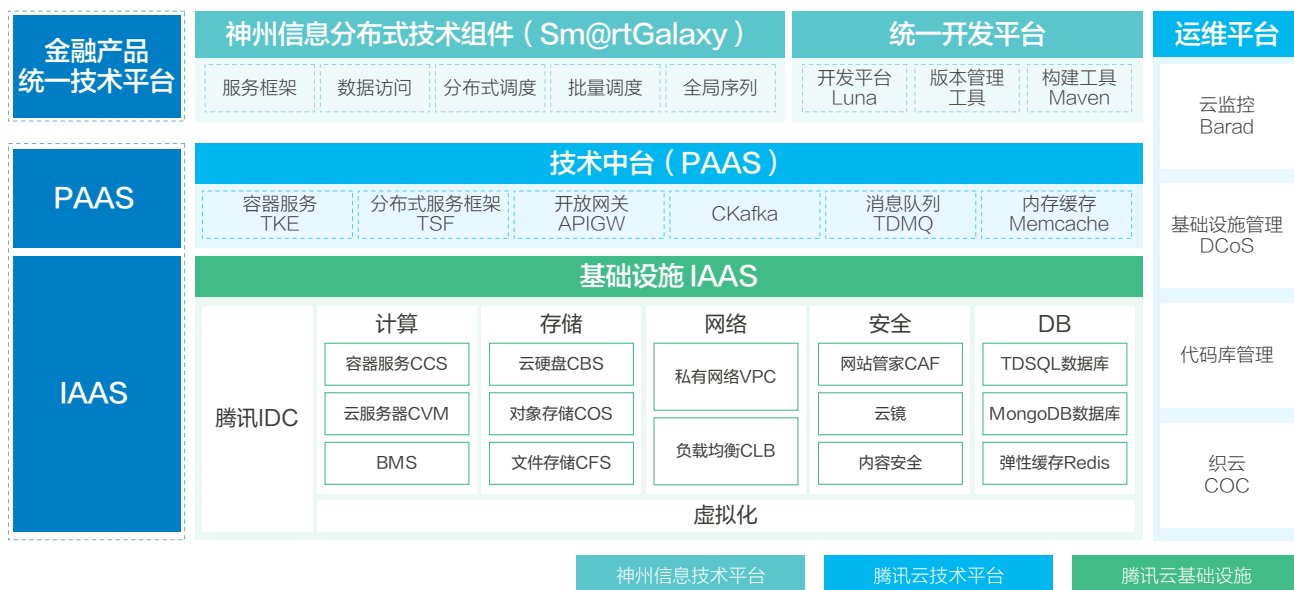 金融产品
统一技术平台
神州信息分布式技术组件（Sm@rtGalaxy）
服务框架
数据访问
分布式调度
批量调度
全局序列
统一开发平台
开发平台
Luna
版本管理
工具
构建工具
Maven
运维平台
云监控
Barad
基础设施管理
DCoS
代码库管理
织云
COC
PAAS
技术中台（PAAS）
容器服务
TKE
分布式服务框架
TSF
开放网关
APIGW
CKafka
消息队列
TDMQ
内存缓存
Memcache
IAAS
基础设施 IAAS
腾讯IDC
计算
容器服务CCS
云服务器CVM
BMS
存储
云硬盘CBS
对象存储COS
文件存储CFS
网络
私有网络VPC
负载均衡CLB
安全
网站管家CAF
云镜
内容安全
DB
TDSQL数据库
MongoDB数据库
弹性缓存Redis
虚拟化
神州信息技术平台
腾讯云技术平台
腾讯云基础设施